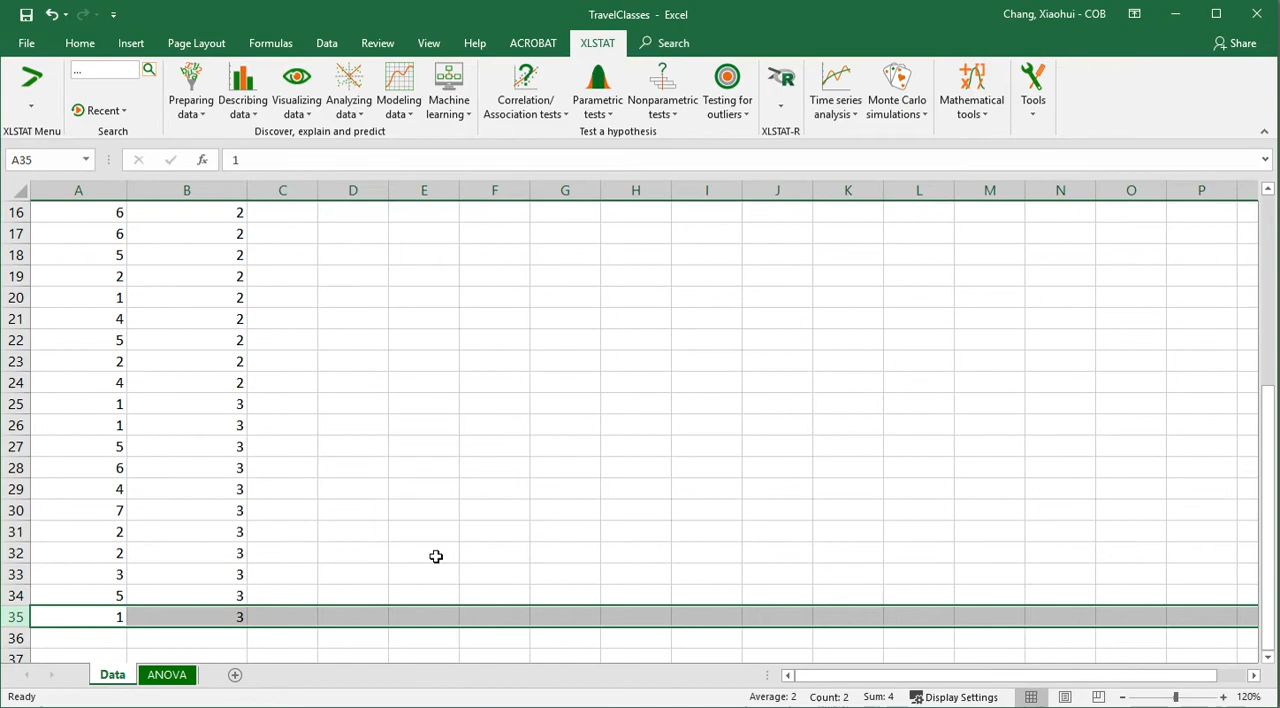 TravelClasses - Excel
Chang, Xiaohui - COB
File Home Insert Page Layout Formulas Data Review View Help ACROBAT XLSTAT Search Share
...
Recent
XLSTAT Menu
Search
Preparing data
Describing data
Visualizing data
Analyzing data
Modeling data
Machine learning
Discover, explain and predict
Correlation/ Association tests
Parametric tests
Nonparametric tests
Testing for outliers
Test a hypothesis
R
XLSTAT-R
Time series analysis
Monte Carlo simulations
Mathematical tools
Tools
A35 fx 1
A B C D E F G H I J K L M N O P
16 6 2
17 6 2
18 5 2
19 2 2
20 1 2
21 4 2
22 5 2
23 2 2
24 4 2
25 1 3
26 1 3
27 5 3
28 6 3
29 4 3
30 7 3
31 2 3
32 2 3
33 3 3
34 5 3
35 1 3
36
37
Data ANOVA
Ready Average: 2 Count: 2 Sum: 4 Display Settings 120%